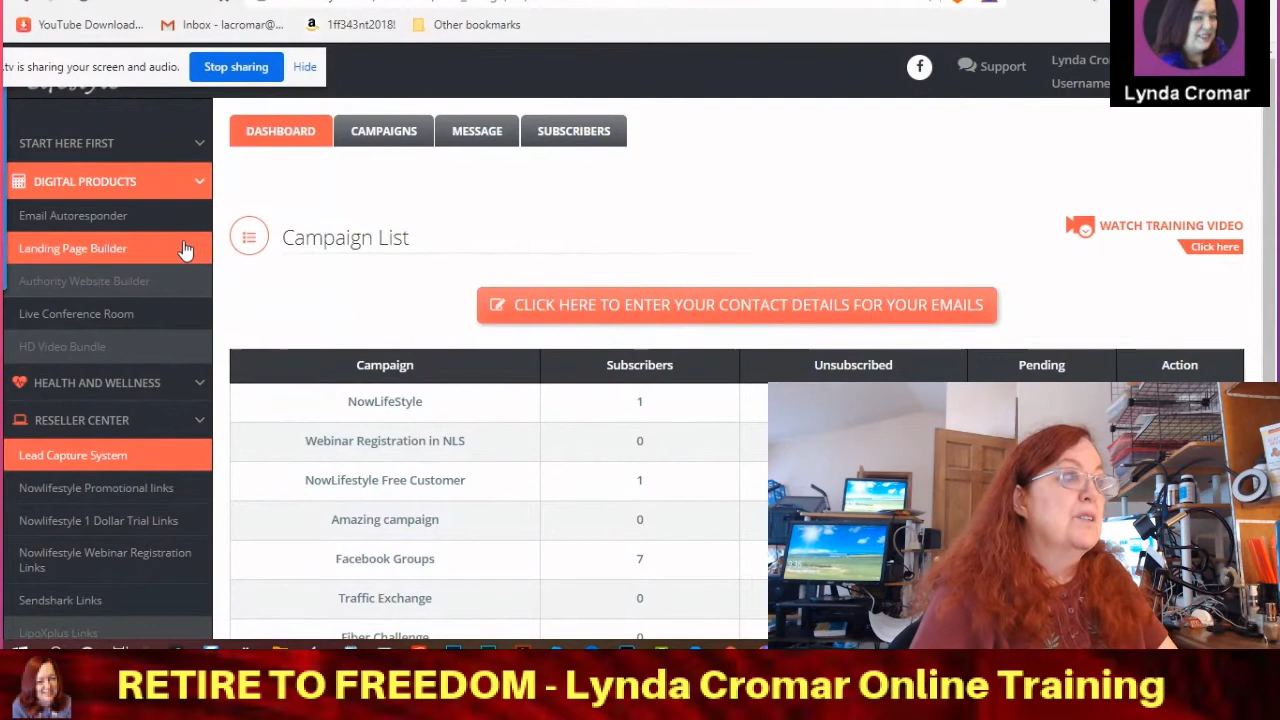 YouTube Download... Inbox - lacromar@... 1ff343nt2018! Other bookmarks
.tv is sharing your screen and audio. Stop sharing Hide
Lifestyle
Support
Lynda Cro
Username
Lynda Cromar
START HERE FIRST
DIGITAL PRODUCTS
Email Autoresponder
Landing Page Builder
Authority Website Builder
Live Conference Room
HD Video Bundle
HEALTH AND WELLNESS
RESELLER CENTER
Lead Capture System
Nowlifestyle Promotional links
Nowlifestyle 1 Dollar Trial Links
Nowlifestyle Webinar Registration
Links
Sendshark Links
LipoXplus Links
DASHBOARD CAMPAIGNS MESSAGE SUBSCRIBERS
Campaign List
WATCH TRAINING VIDEO
Click here
CLICK HERE TO ENTER YOUR CONTACT DETAILS FOR YOUR EMAILS
Campaign Subscribers Unsubscribed Pending Action
NowLifeStyle 1
Webinar Registration in NLS 0
NowLifestyle Free Customer 1
Amazing campaign 0
Facebook Groups 7
Traffic Exchange 0
Fiber Challenge 0
RETIRE TO FREEDOM - Lynda Cromar Online Training